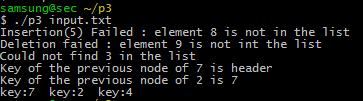 samsung@sec ~/p3
$ ./p3 input.txt
Insertion(5) Failed : element 8 is not in the list
Deletion faied : element 9 is not int the list
Could not find 3 in the list
Key of the previous node of 7 is header
Key of the previous node of 2 is 7
key:7  key:2  key:4